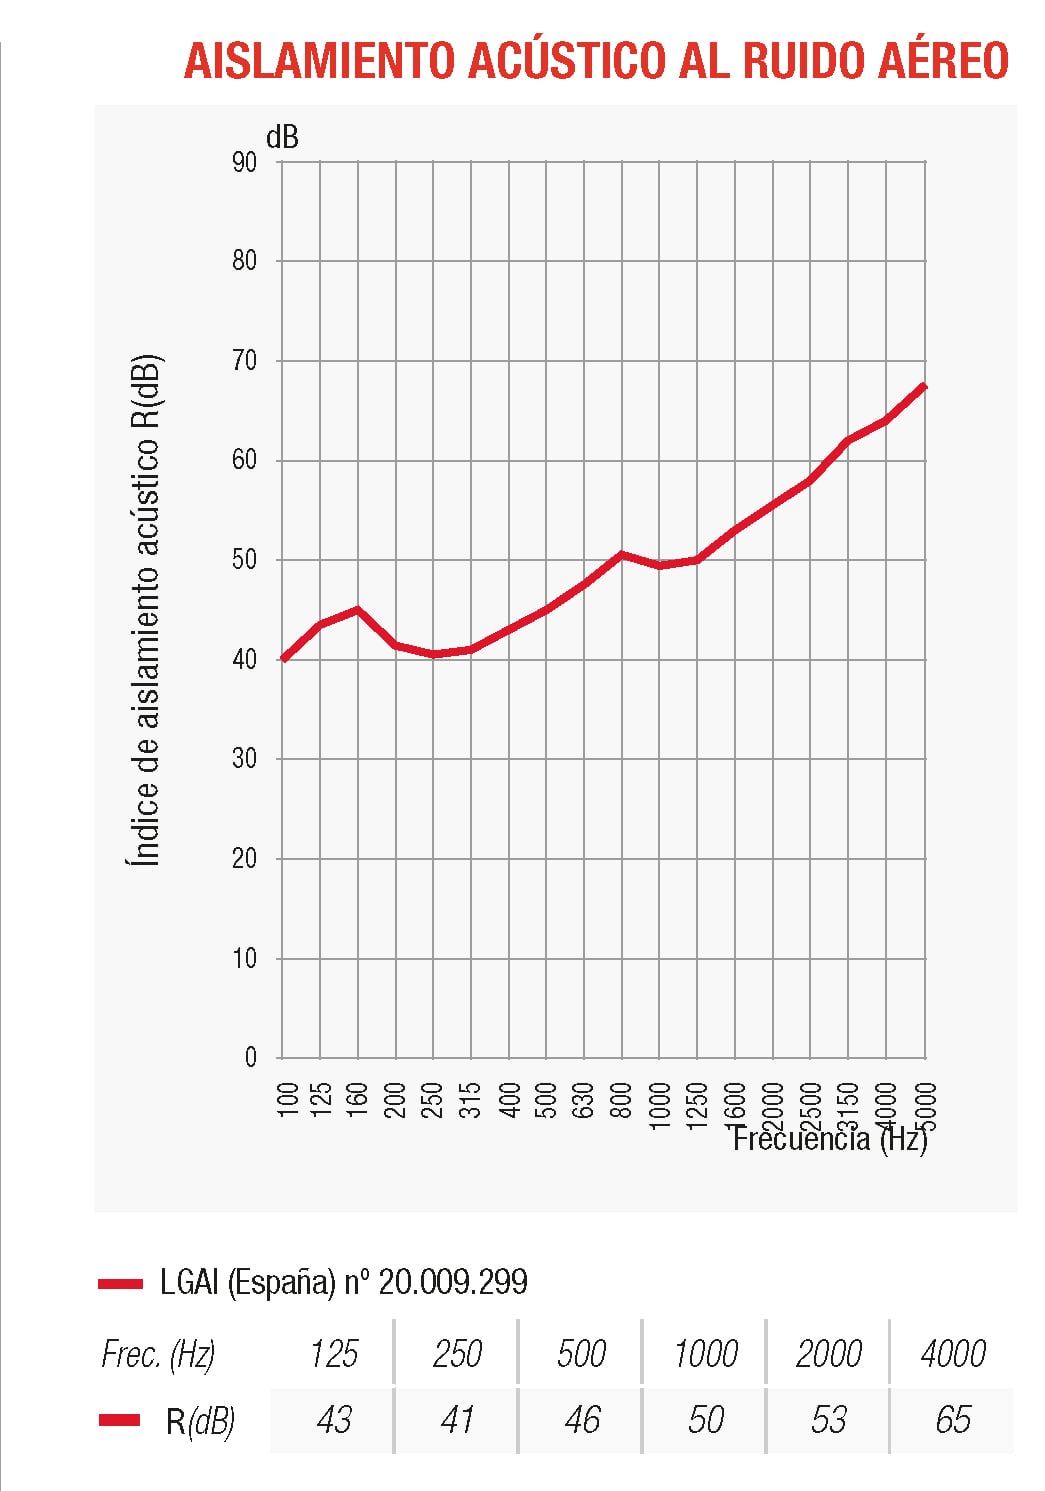 AISLAMIENTO ACÚSTICO AL RUIDO AÉREO
dB
90
80
70
60
50
40
30
20
10
0
Índice de aislamiento acústico R(dB)
100 125 160 200 250 315 400 500 630 800 1000 1250 1600 2000 2500 3150 4000 5000
Frecuencia (Hz)
LGAI (España) nº 20.009.299
Frec. (Hz) 125 250 500 1000 2000 4000
R(dB) 43 41 46 50 53 65